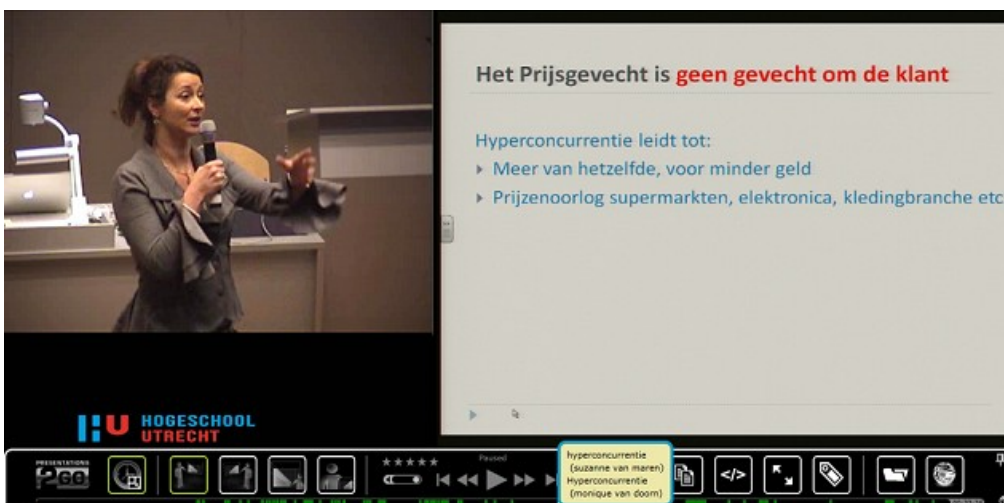 Het Prijsgevecht is geen gevecht om de klant
Hyperconcurrentie leidt tot:
Meer van hetzelfde, voor minder geld
Prijzenoorlog supermarkten, elektronica, kledingbranche etc
HU HOGESCHOOL
UTRECHT
PRESENTATIONS
2GO
Paused
hyperconcurrentie
(suzanne van maren)
Hyperconcurrentie
(monique van doorn)